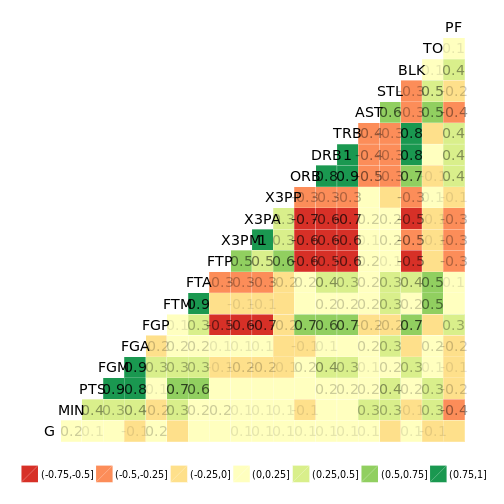 PF
TO 0.1
BLK 0.1 0.4
STL -0.3 0.5 -0.2
AST 0.6 -0.3 0.5 -0.4
TRB -0.4 -0.3 0.8 0.4
DRB 1 -0.4 -0.3 0.8 0.4
ORB 0.8 0.9 -0.5 -0.3 0.7 -0.1 0.4
X3PP -0.3 -0.3 -0.3 -0.3 0.1 -0.1
X3PA 0.3 -0.7 -0.6 -0.7 0.2 0.2 -0.5 -0.3
X3PM 1 0.3 -0.6 -0.6 -0.6 0.1 0.2 -0.5 -0.3
FTP 0.5 0.5 0.6 -0.6 -0.5 -0.6 0.2 0.1 -0.5 -0.3
FTA -0.3 -0.3 -0.3 -0.2 0.2 0.4 0.3 0.2 0.3 0.4 0.5 0.1
FTM 0.9 -0.1 -0.1 0.2 0.2 0.2 0.3 0.2 0.5
FGP 0.1 0.3 -0.5 -0.6 -0.7 -0.2 0.7 0.6 0.7 -0.2 -0.2 0.7 0.3
FGA -0.2 0.2 0.2 0.1 0.1 0.1 -0.1 0.1 0.2 0.3 0.2 -0.2
FGM 0.9 0.3 0.3 0.3 -0.1 -0.2 -0.2 0.2 0.4 0.3 0.1 0.2 0.3 -0.1
PTS 0.9 0.8 0.1 0.7 0.6 0.2 0.2 0.2 0.4 0.2 0.3 -0.2
MIN 0.4 0.3 0.4 -0.2 0.3 0.2 0.2 0.1 0.1 -0.1 0.3 0.3 -0.1 0.3 -0.4
G 0.2 0.1 -0.1 0.2 0.1 0.1 0.1 0.1 0.1 0.1 0.1 0.1 -0.1
(-0.75,-0.5] (-0.5,-0.25] (-0.25,0] (0,0.25] (0.25,0.5] (0.5,0.75] (0.75,1]